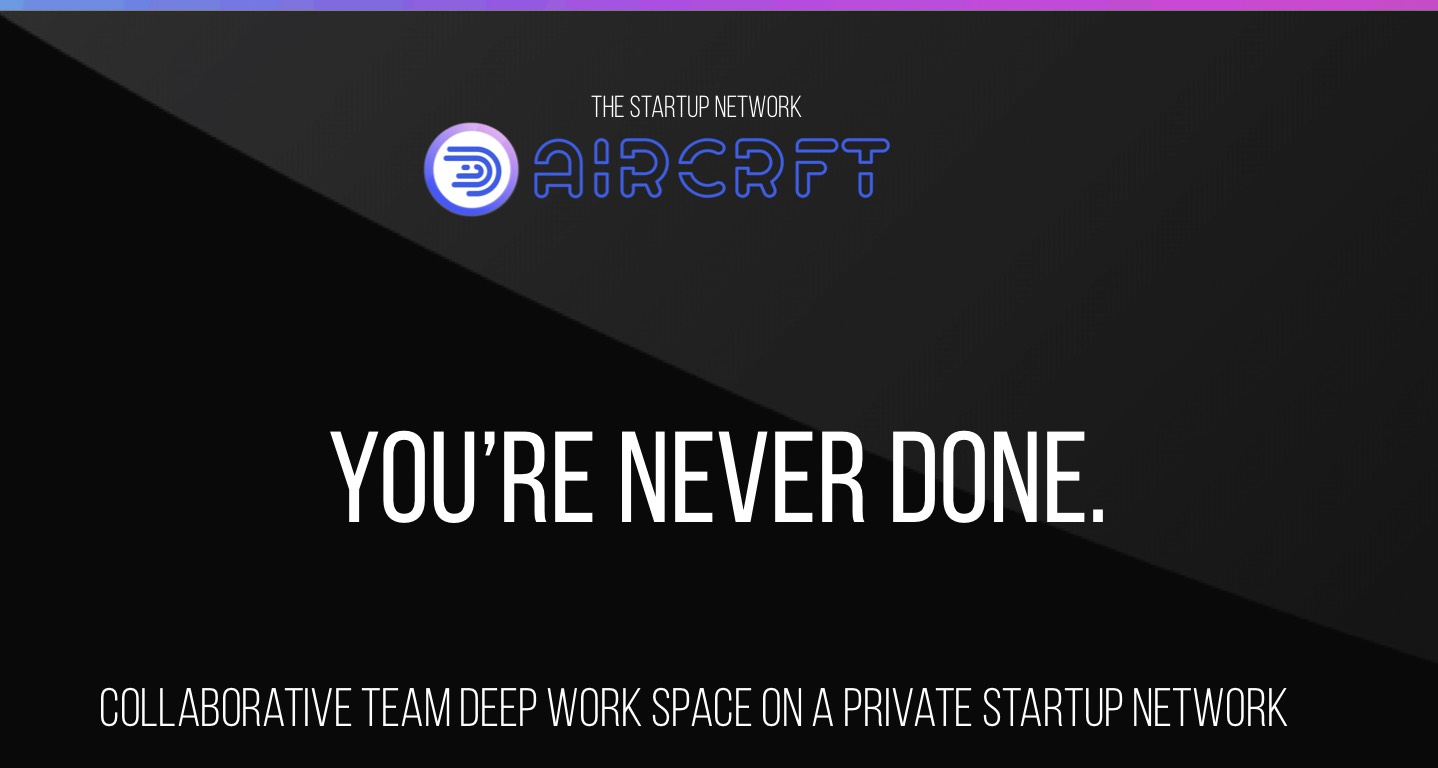 THE STARTUP NETWORK
AIRCRFT
YOU’RE NEVER DONE.
COLLABORATIVE TEAM DEEP WORK SPACE ON A PRIVATE STARTUP NETWORK